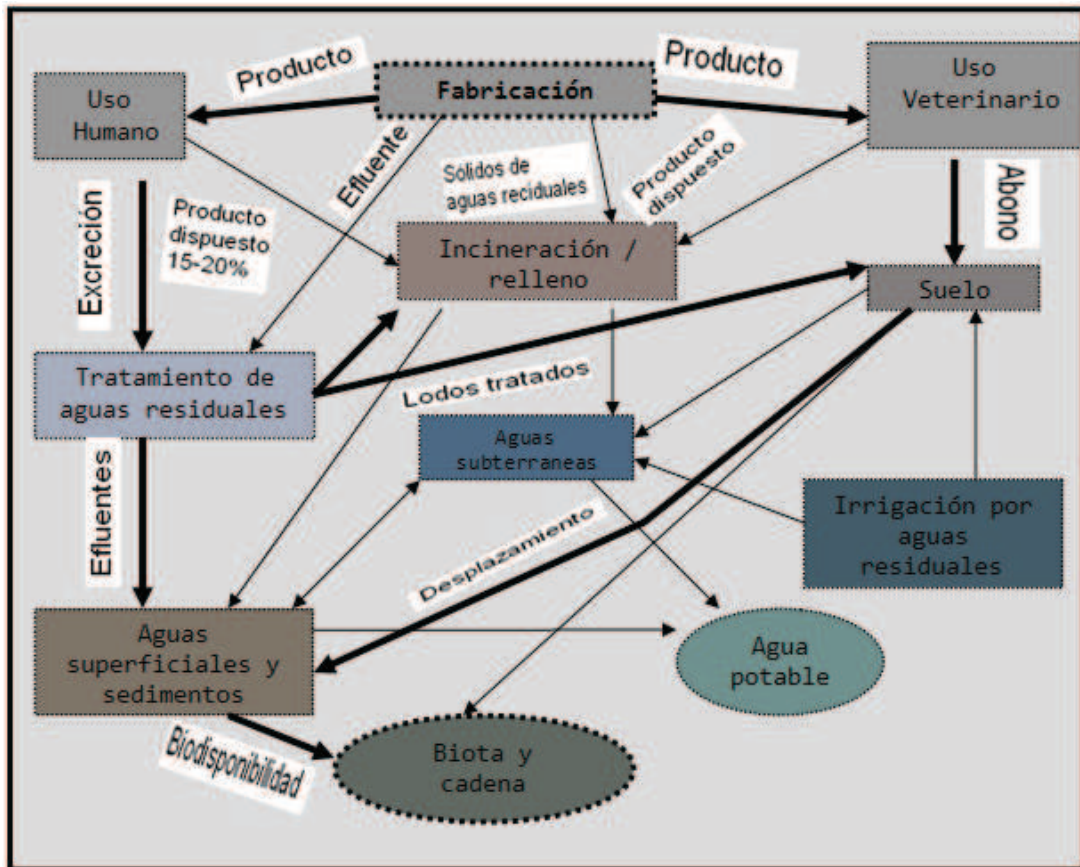 Producto
Fabricación
Producto
Uso
Humano
Uso
Veterinario
Efluente
Sólidos de
aguas reciduales
Producto
dispuesto
Excreción
Producto
dispuesto
15-20%
Abono
Incineración /
relleno
Suelo
Tratamiento de
aguas residuales
Lodos tratados
Aguas
subterraneas
Efluentes
Irrigación por
aguas
residuales
Desplazamiento
Aguas
superficiales y
sedimentos
Agua
potable
Biodisponibilidad
Biota y
cadena